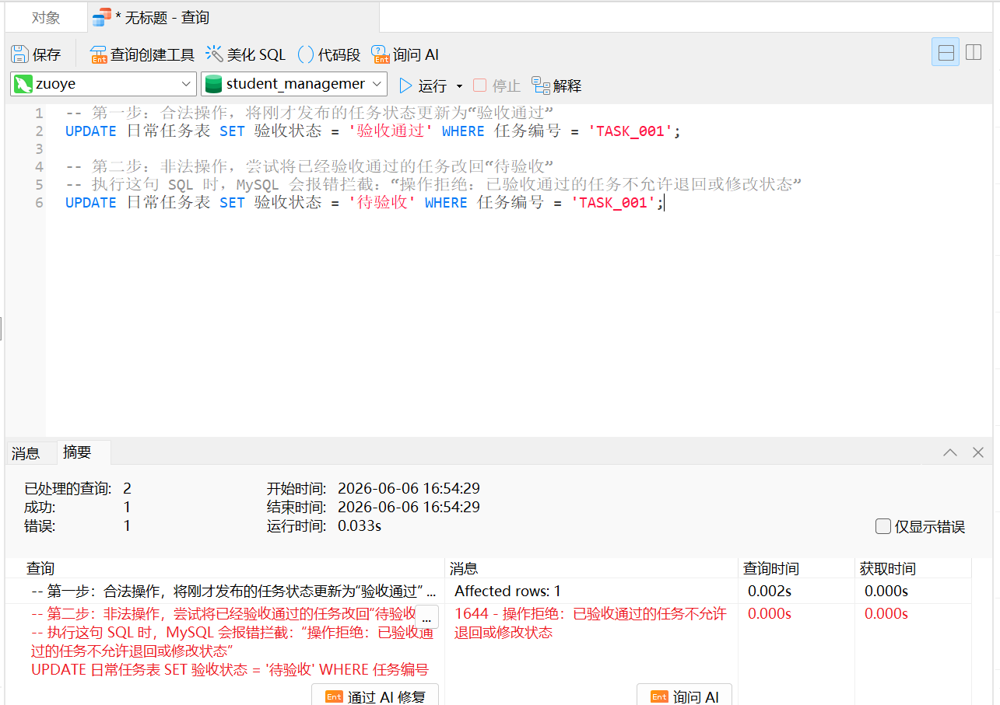 对象
* 无标题 - 查询
保存
Ent
查询创建工具
美化 SQL
() 代码段
Ent
询问 AI
zuoye
student_managemer
运行
停止
解释
1 -- 第一步：合法操作，将刚才发布的任务状态更新为“验收通过”
2 UPDATE 日常任务表 SET 验收状态 = '验收通过' WHERE 任务编号 = 'TASK_001';
3
4 -- 第二步：非法操作，尝试将已经验收通过的任务改回“待验收”
5 -- 执行这句 SQL 时，MySQL 会报错拦截：“操作拒绝：已验收通过的任务不允许退回或修改状态”
6 UPDATE 日常任务表 SET 验收状态 = '待验收' WHERE 任务编号 = 'TASK_001';
消息 摘要
已处理的查询: 2 开始时间: 2026-06-06 16:54:29
成功: 1 结束时间: 2026-06-06 16:54:29
错误: 1 运行时间: 0.033s
仅显示错误
查询 消息 查询时间 获取时间
-- 第一步：合法操作，将刚才发布的任务状态更新为“验收通过” ... Affected rows: 1 0.002s 0.000s
-- 第二步：非法操作，尝试将已经验收通过的任务改回“待验收 ... 1644 - 操作拒绝：已验收通过的任务不允许 0.000s 0.000s
-- 执行这句 SQL 时，MySQL 会报错拦截：“操作拒绝：已验收通 退回或修改状态
过的任务不允许退回或修改状态”
UPDATE 日常任务表 SET 验收状态 = '待验收' WHERE 任务编号
Ent 通过 AI 修复 Ent 询问 AI